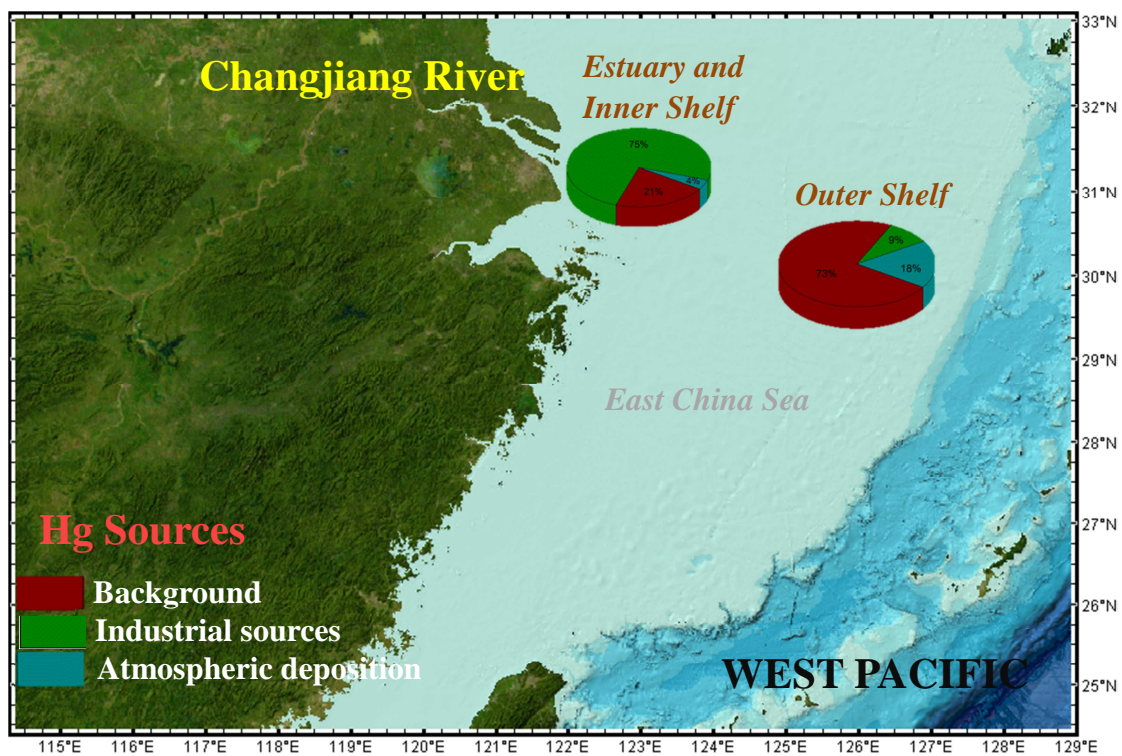 33°N
Changjiang River
Estuary and
Inner Shelf
32°N
75%
4%
21%
31°N
Outer Shelf
9%
73%
18%
30°N
29°N
East China Sea
28°N
27°N
Hg Sources
Background
26°N
Industrial sources
Atmospheric deposition
WEST PACIFIC
25°N
115°E 116°E 117°E 118°E 119°E 120°E 121°E 122°E 123°E 124°E 125°E 126°E 127°E 128°E 129°E